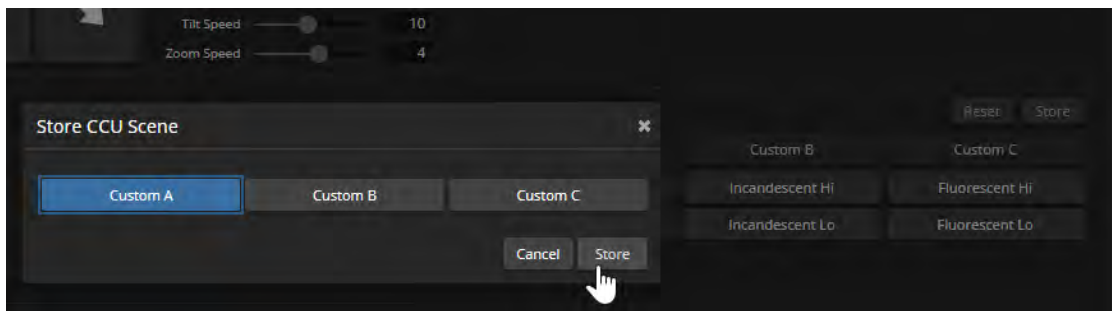 Tilt Speed 10
Zoom Speed 4
Store CCU Scene
Custom A Custom B Custom C
Cancel Store
Reset Store
Custom B Custom C
Incandescent Hi Fluorescent Hi
Incandescent Lo Fluorescent Lo